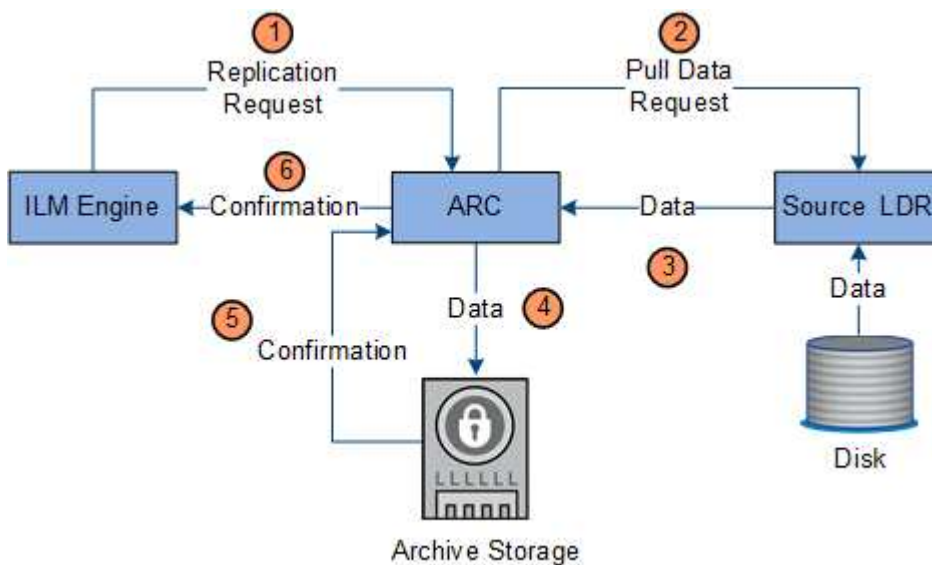 1
Replication
Request
2
Pull Data
Request
ILM Engine
6
Confirmation
ARC
Data
3
Source LDR
Data
4
5
Confirmation
Data
Disk
LLLLLL
Archive Storage